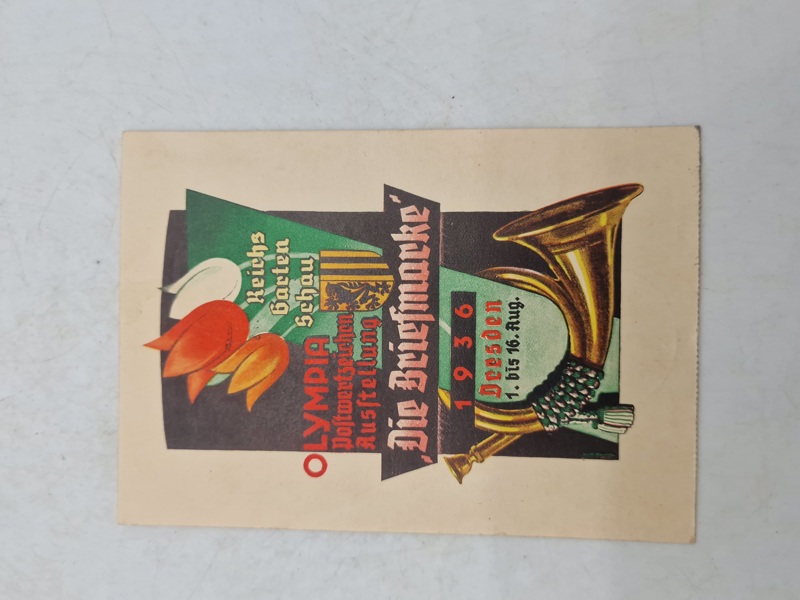 Reichs
Garten
Schau
OLYMPIA
Postwertzeichen
Ausstellung
‚Die Briefmarke‘
1936
Dresden
1. bis 16. Aug.